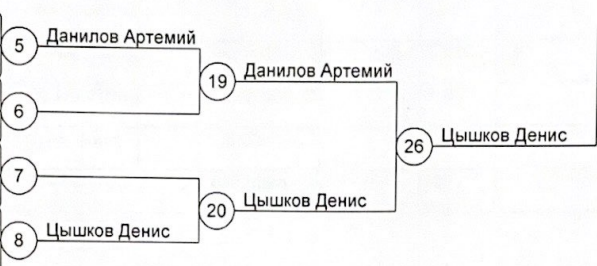 5 Данилов Артемий
19 Данилов Артемий
6
26 Цышков Денис
7
20 Цышков Денис
8 Цышков Денис